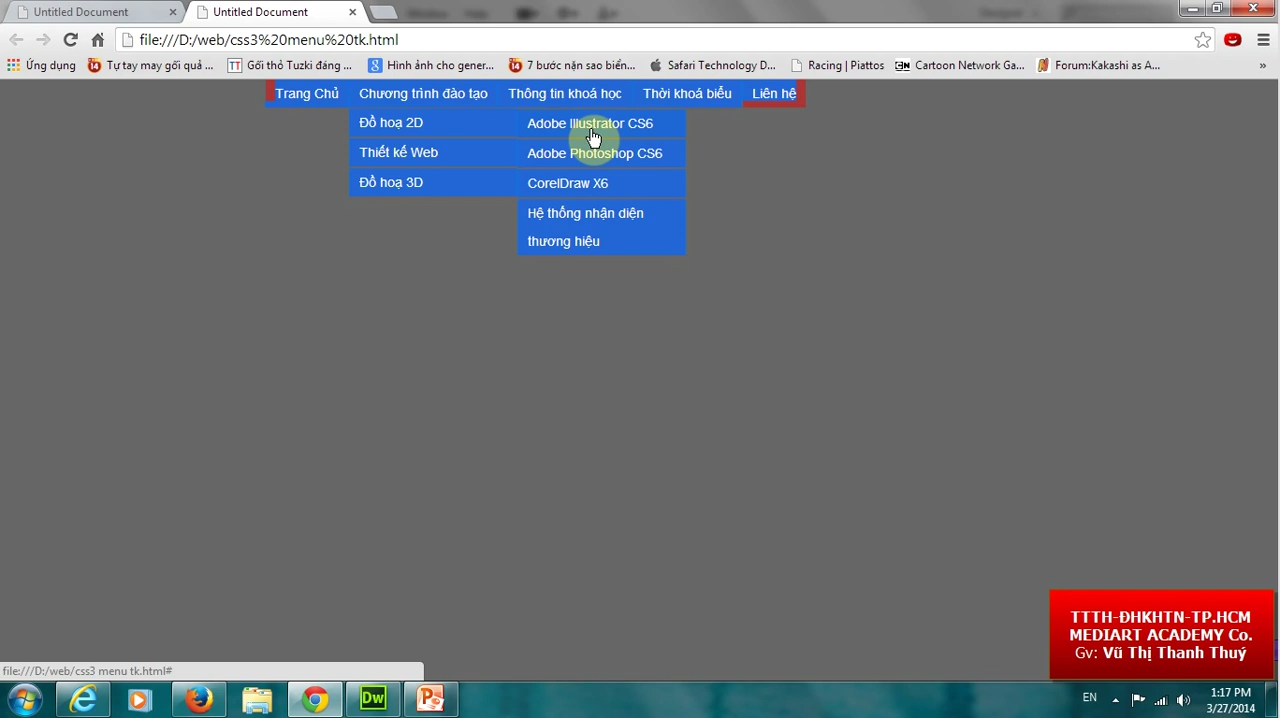 Untitled Document
Untitled Document
file:///D:/web/css3%20menu%20tk.html
Ứng dụng
Tự tay may gối quả ...
Gối thỏ Tuzki đáng ...
Hình ảnh cho gener...
7 bước nặn sao biển...
Safari Technology D...
Racing | Piattos
Cartoon Network Ga...
Forum:Kakashi as A...
»
Trang Chủ
Chương trình đào tạo
Thông tin khoá học
Thời khoá biểu
Liên hệ
Đồ hoạ 2D
Thiết kế Web
Đồ hoạ 3D
Adobe Illustrator CS6
Adobe Photoshop CS6
CorelDraw X6
Hệ thống nhận diện
thương hiệu
TTTH-ĐHKHTN-TP.HCM
MEDIART ACADEMY Co.
Gv: Vũ Thị Thanh Thuý
file:///D:/web/css3 menu tk.html#
Dw
EN
1:17 PM
3/27/2014